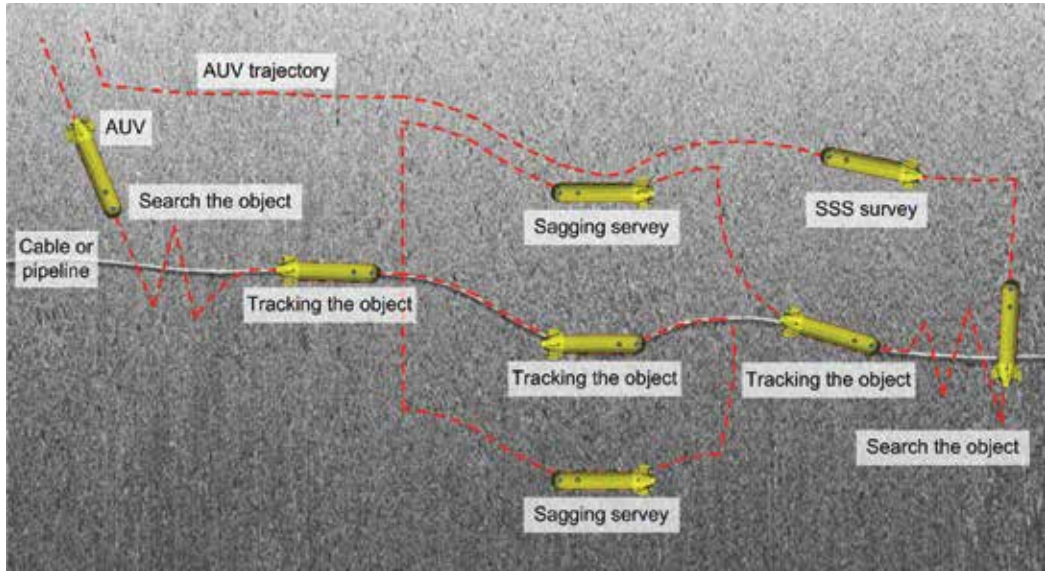 AUV trajectory
AUV
Search the object
Sagging servey
SSS survey
Cable or
pipeline
Tracking the object
Tracking the object
Tracking the object
Search the object
Sagging servey